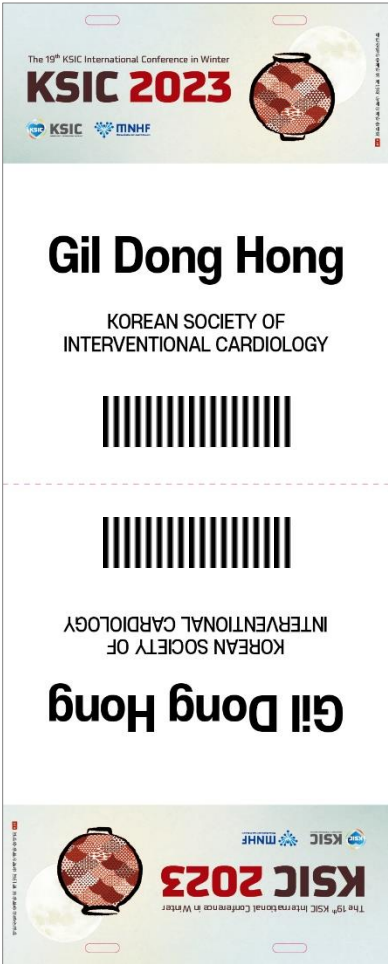 The 19th KSIC International Conference in Winter
KSIC 2023
KSIC KSIC MNHF
Gil Dong Hong
KOREAN SOCIETY OF
INTERVENTIONAL CARDIOLOGY
Gil Dong Hong
KOREAN SOCIETY OF
INTERVENTIONAL CARDIOLOGY
The 19th KSIC International Conference in Winter
KSIC 2023
KSIC KSIC MNHF